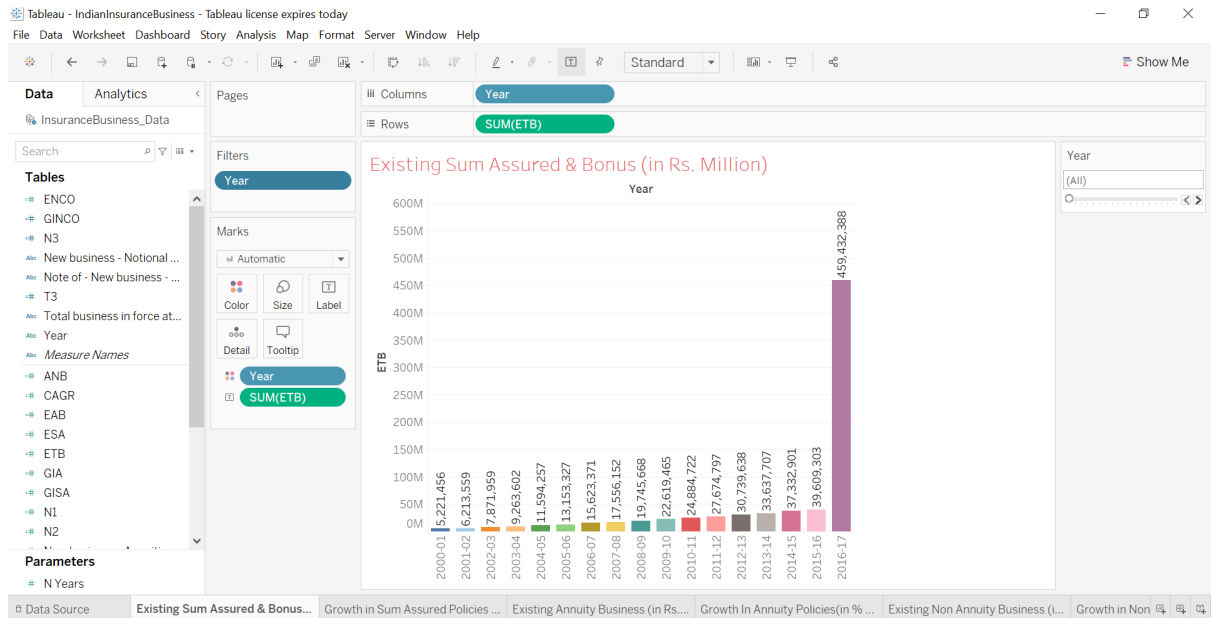 Tableau - IndianInsuranceBusiness - Tableau license expires today
File Data Worksheet Dashboard Story Analysis Map Format Server Window Help
Standard
Show Me
Data Analytics
InsuranceBusiness_Data
Search
Tables
ENCO
GINCO
N3
New business - Notional ...
Note of - New business - ...
T3
Total business in force at...
Year
Measure Names
ANB
CAGR
EAB
ESA
ETB
GIA
GISA
N1
N2
Parameters
N Years
Pages
Filters
Year
Marks
Automatic
Color Size Label
Detail Tooltip
Year
SUM(ETB)
Columns Year
Rows SUM(ETB)
Existing Sum Assured & Bonus (in Rs. Million)
Year
600M
550M
500M
450M
400M
350M
300M
250M
200M
150M
100M
50M
0M
ETB
5,221,456
6,213,559
7,871,959
9,263,602
11,594,257
13,153,327
15,623,371
17,556,152
19,745,668
22,619,465
24,884,722
27,674,797
30,739,638
33,637,707
37,332,901
39,609,303
459,432,388
2000-01
2001-02
2002-03
2003-04
2004-05
2005-06
2006-07
2007-08
2008-09
2009-10
2010-11
2011-12
2012-13
2013-14
2014-15
2015-16
2016-17
Year
(All)
Data Source Existing Sum Assured & Bonus... Growth in Sum Assured Policies ... Existing Annuity Business (in Rs.... Growth In Annuity Policies(in % ... Existing Non Annuity Business (i... Growth in Non